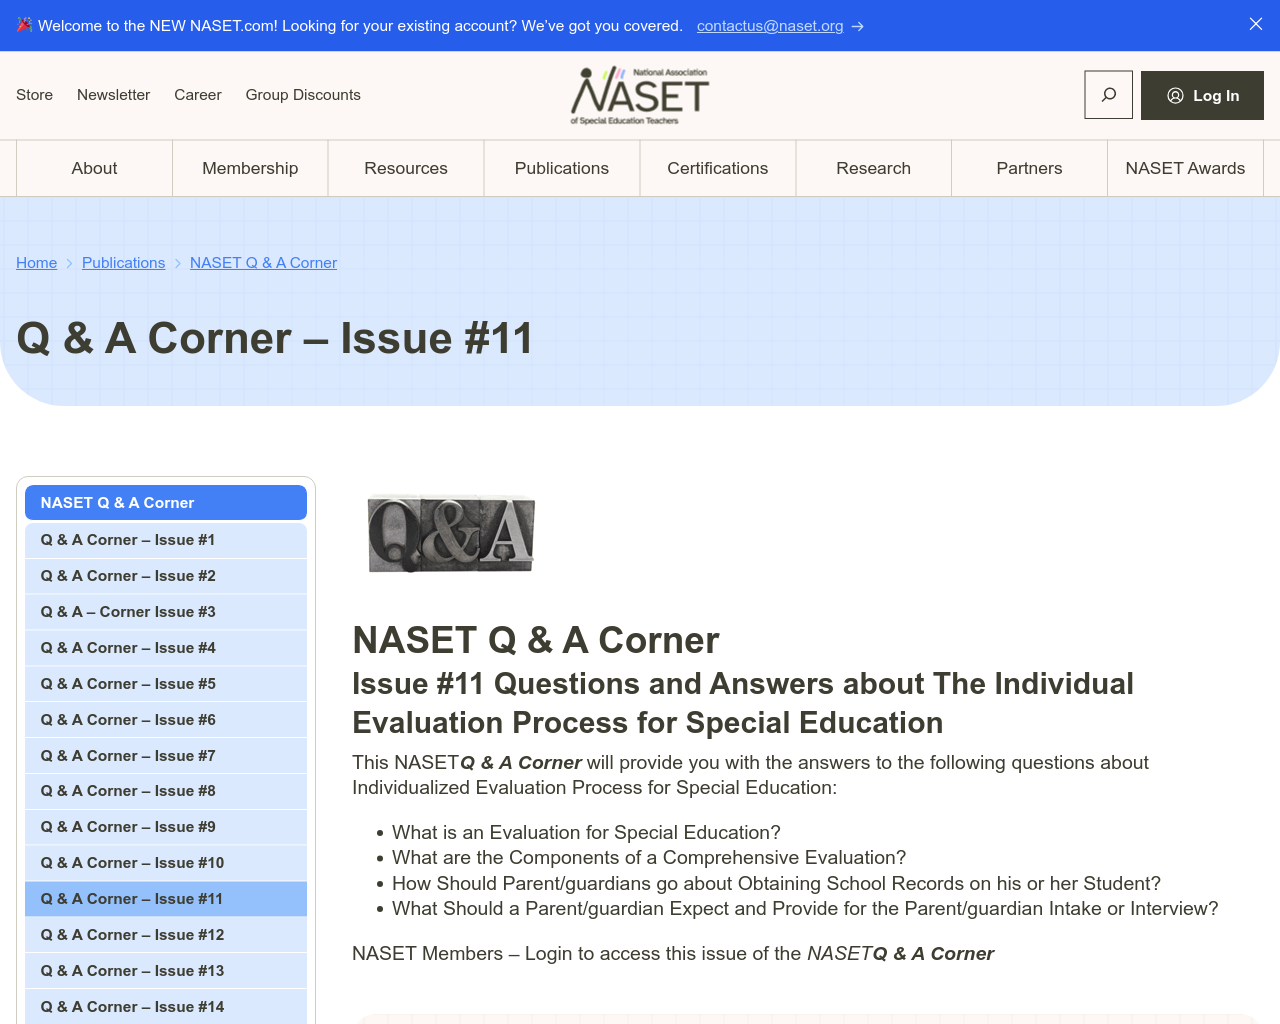 Welcome to the NEW NASET.com! Looking for your existing account? We've got you covered. contactus@naset.org →
Store Newsletter Career Group Discounts
National Association
NASET
of Special Education Teachers
Log In
About Membership Resources Publications Certifications Research Partners NASET Awards
Home > Publications > NASET Q & A Corner
Q & A Corner – Issue #11
NASET Q & A Corner
Q & A Corner – Issue #1
Q & A Corner – Issue #2
Q & A – Corner Issue #3
Q & A Corner – Issue #4
Q & A Corner – Issue #5
Q & A Corner – Issue #6
Q & A Corner – Issue #7
Q & A Corner – Issue #8
Q & A Corner – Issue #9
Q & A Corner – Issue #10
Q & A Corner – Issue #11
Q & A Corner – Issue #12
Q & A Corner – Issue #13
Q & A Corner – Issue #14
Q&A
NASET Q & A Corner
Issue #11 Questions and Answers about The Individual
Evaluation Process for Special Education
This NASETQ & A Corner will provide you with the answers to the following questions about
Individualized Evaluation Process for Special Education:
• What is an Evaluation for Special Education?
• What are the Components of a Comprehensive Evaluation?
• How Should Parent/guardians go about Obtaining School Records on his or her Student?
• What Should a Parent/guardian Expect and Provide for the Parent/guardian Intake or Interview?
NASET Members – Login to access this issue of the NASETQ & A Corner